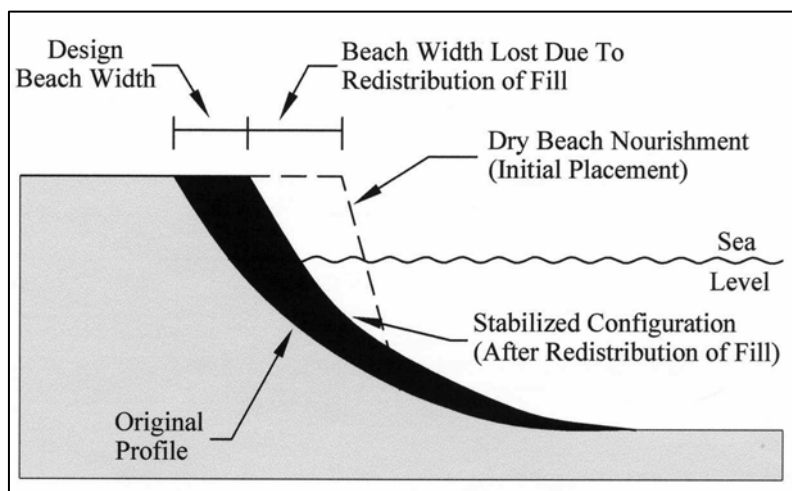 Design
Beach Width
Beach Width Lost Due To
Redistribution of Fill
Dry Beach Nourishment
(Initial Placement)
Sea
Level
Stabilized Configuration
(After Redistribution of Fill)
Original
Profile